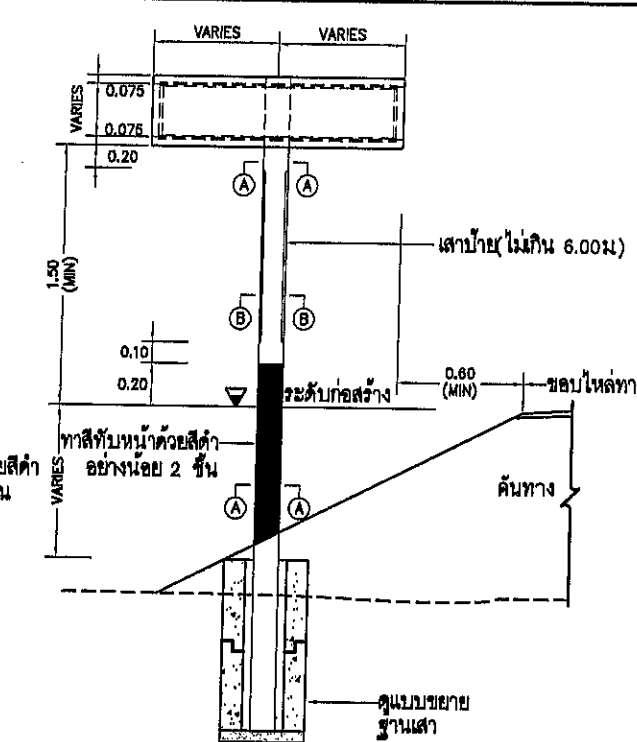 VARIES
VARIES
VARIES
0.075
0.075
0.20
A
A
เสาป้าย(ไม่เกิน 6.00ม)
1.50
(MIN)
B
B
0.10
0.20
0.60
(MIN)
ขอบไหล่ทา
ระดับก่อสร้าง
ทาสีทับหน้าด้วยสีดำ
อย่างน้อย 2 ชั้น
ยสีดำ
น
VARIES
A
A
คันทาง
ดูแบบขยาย
ฐานเสา